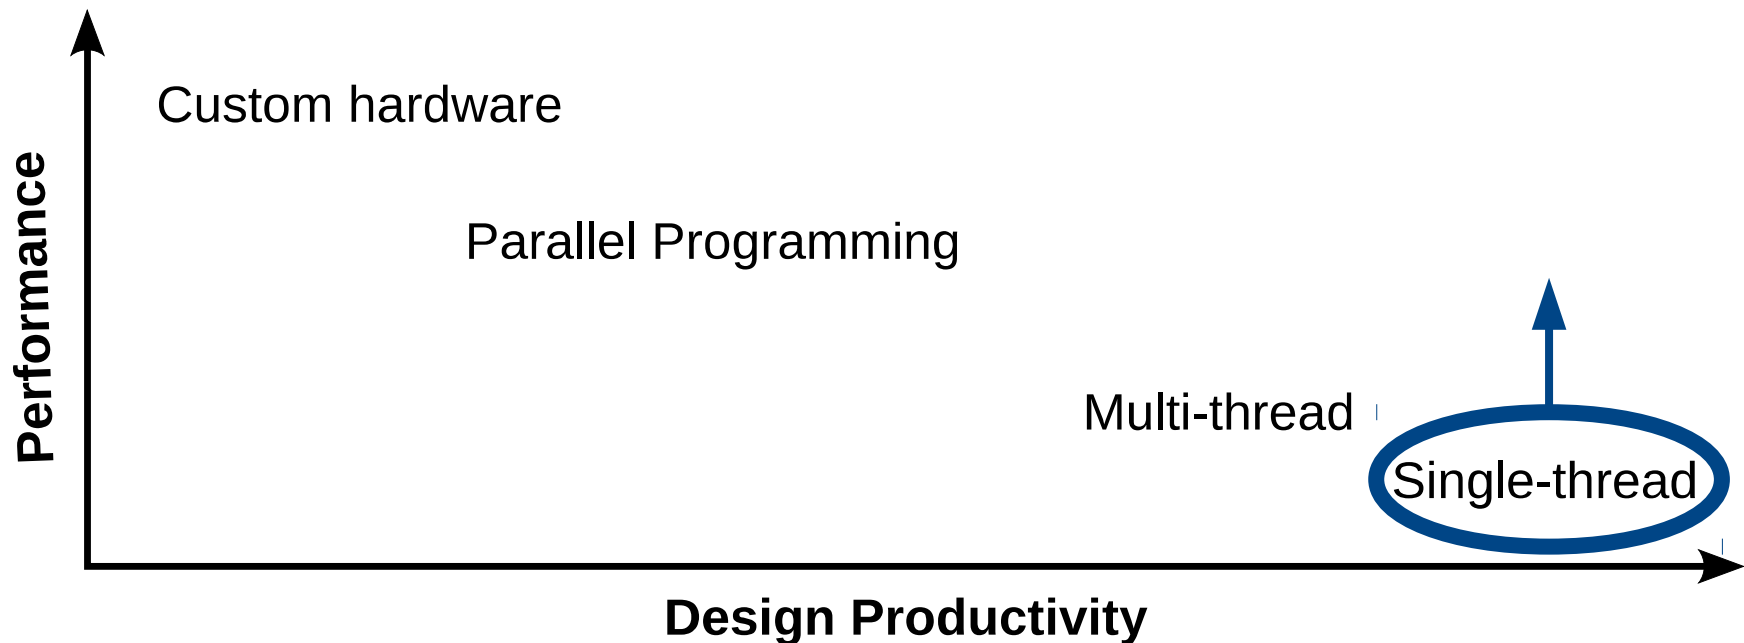 Custom hardware
Performance
Parallel Programming
Multi-thread
Single-thread
Design Productivity